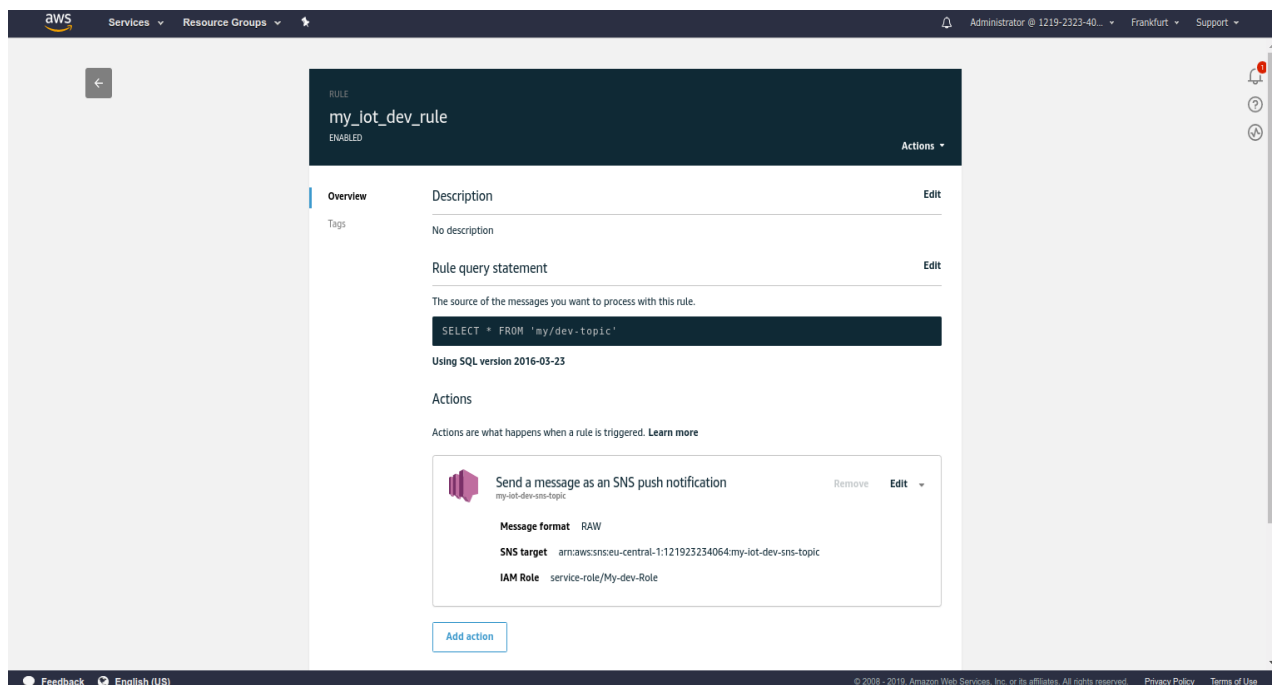 aws Services Resource Groups Administrator @ 1219-2323-40... Frankfurt Support
1
RULE
my_iot_dev_rule
ENABLED
Actions
Overview
Tags
Description Edit
No description
Rule query statement Edit
The source of the messages you want to process with this rule.
SELECT * FROM 'my/dev-topic'
Using SQL version 2016-03-23
Actions
Actions are what happens when a rule is triggered. Learn more
Send a message as an SNS push notification Remove Edit
my-iot-dev-sns-topic
Message format RAW
SNS target arn:aws:sns:eu-central-1:121923234064:my-iot-dev-sns-topic
IAM Role service-role/My-dev-Role
Add action
Feedback English (US) © 2008 - 2019, Amazon Web Services, Inc. or its affiliates. All rights reserved. Privacy Policy Terms of Use